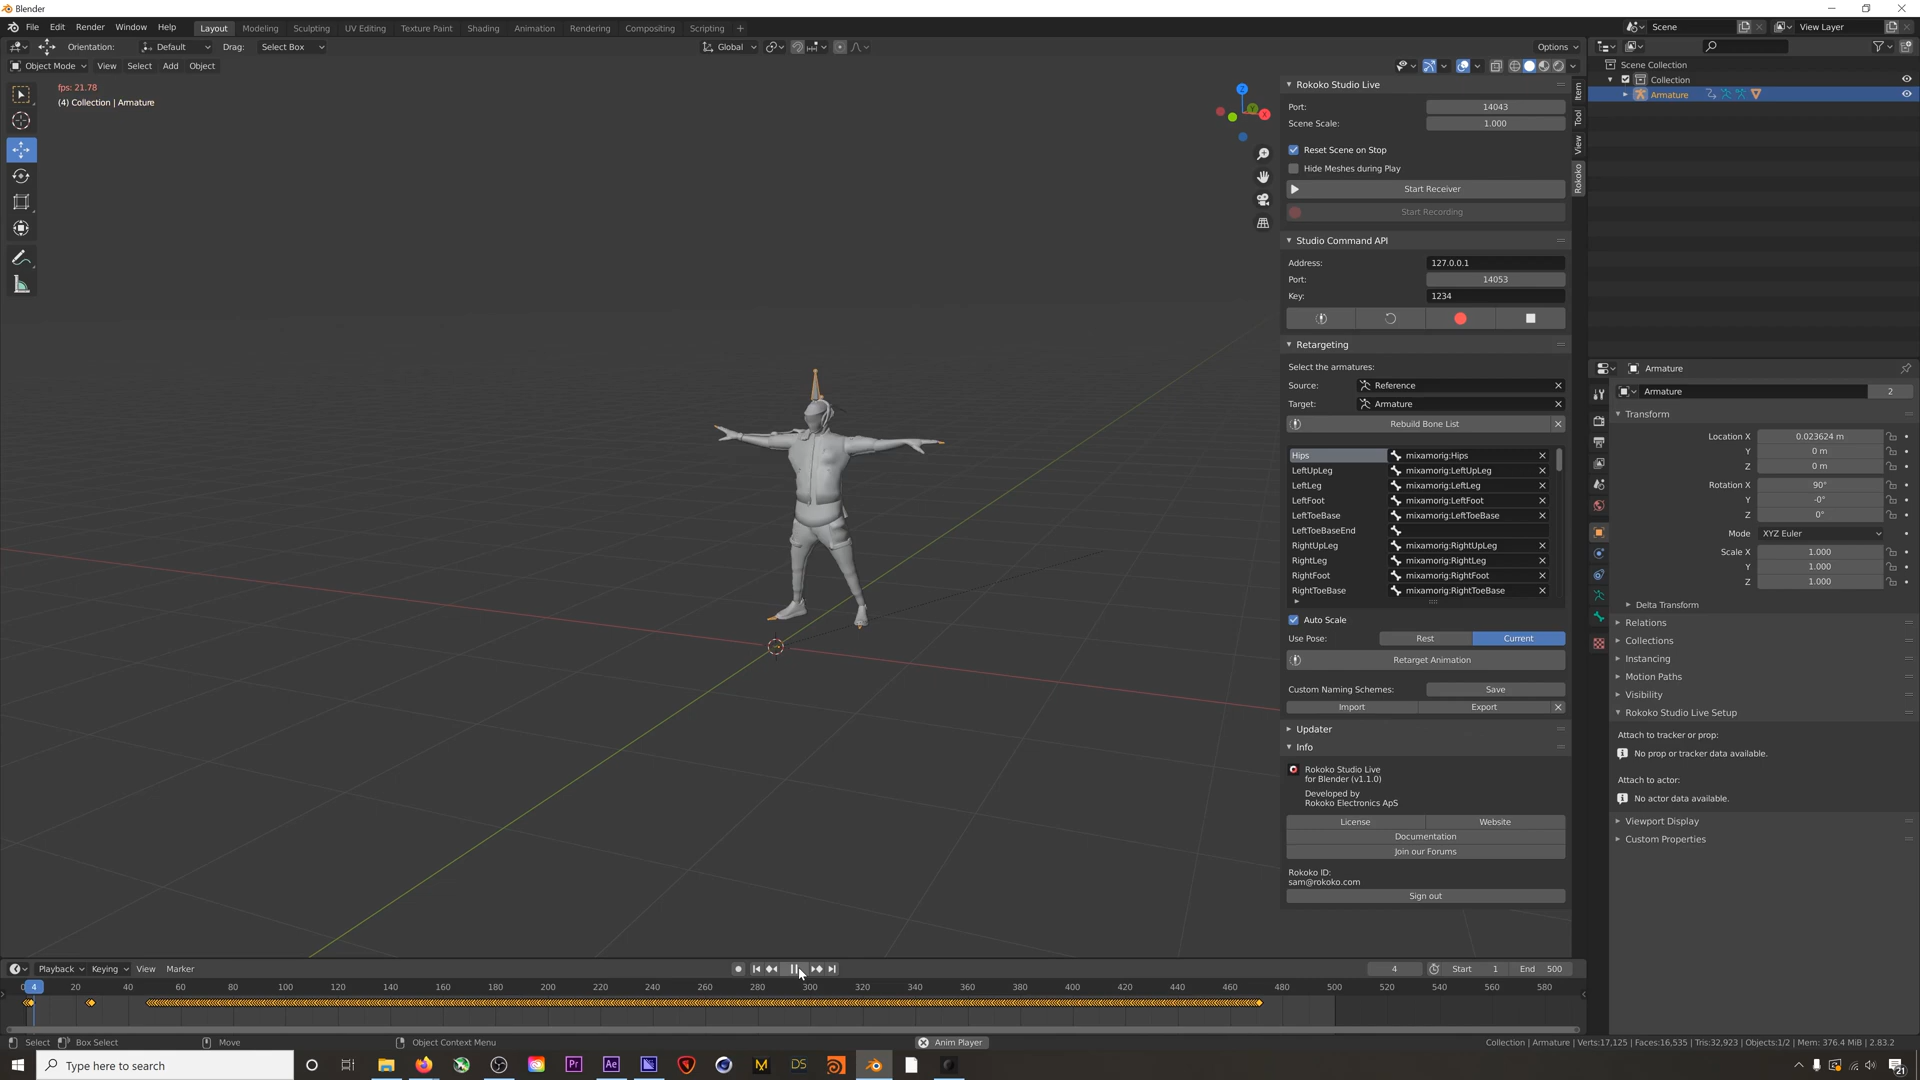 Blender
File Edit Render Window Help Layout Modeling Sculpting UV Editing Texture Paint Shading Animation Rendering Compositing Scripting + Scene View Layer
Orientation: Default Drag: Select Box Global Options
Object Mode View Select Add Object
fps: 21.78
(4) Collection | Armature
Z
Y
X
Rokoko Studio Live
Port: 14043
Scene Scale: 1.000
Reset Scene on Stop
Hide Meshes during Play
Start Receiver
Start Recording
Studio Command API
Address: 127.0.0.1
Port: 14053
Key: 1234
Retargeting
Select the armatures:
Source: Reference
Target: Armature
Rebuild Bone List
Hips mixamorig:Hips
LeftUpLeg mixamorig:LeftUpLeg
LeftLeg mixamorig:LeftLeg
LeftFoot mixamorig:LeftFoot
LeftToeBase mixamorig:LeftToeBase
LeftToeBaseEnd
RightUpLeg mixamorig:RightUpLeg
RightLeg mixamorig:RightLeg
RightFoot mixamorig:RightFoot
RightToeBase mixamorig:RightToeBase
Auto Scale
Use Pose: Rest Current
Retarget Animation
Custom Naming Schemes: Save
Import Export
Updater
Info
Rokoko Studio Live
for Blender (v1.1.0)
Developed by
Rokoko Electronics ApS
License Website
Documentation
Join our Forums
Rokoko ID:
sam@rokoko.com
Sign out
Item
Tool
View
Rokoko
Scene Collection
Collection
Armature
Armature
Armature 2
Transform
Location X 0.023624 m
Y 0 m
Z 0 m
Rotation X 90°
Y -0°
Z 0°
Mode XYZ Euler
Scale X 1.000
Y 1.000
Z 1.000
Delta Transform
Relations
Collections
Instancing
Motion Paths
Visibility
Rokoko Studio Live Setup
Attach to tracker or prop:
No prop or tracker data available.
Attach to actor:
No actor data available.
Viewport Display
Custom Properties
Playback Keying View Marker 4 Start 1 End 500
4 20 40 60 80 100 120 140 160 180 200 220 240 260 280 300 320 340 360 380 400 420 440 460 480 500 520 540 560 580
Select Box Select Move Object Context Menu Anim Player Collection | Armature | Verts:17,125 | Faces:16,535 | Tris:32,923 | Objects:1/2 | Mem: 376.4 MiB | 2.83.2
Type here to search Pr Ae M DS 21